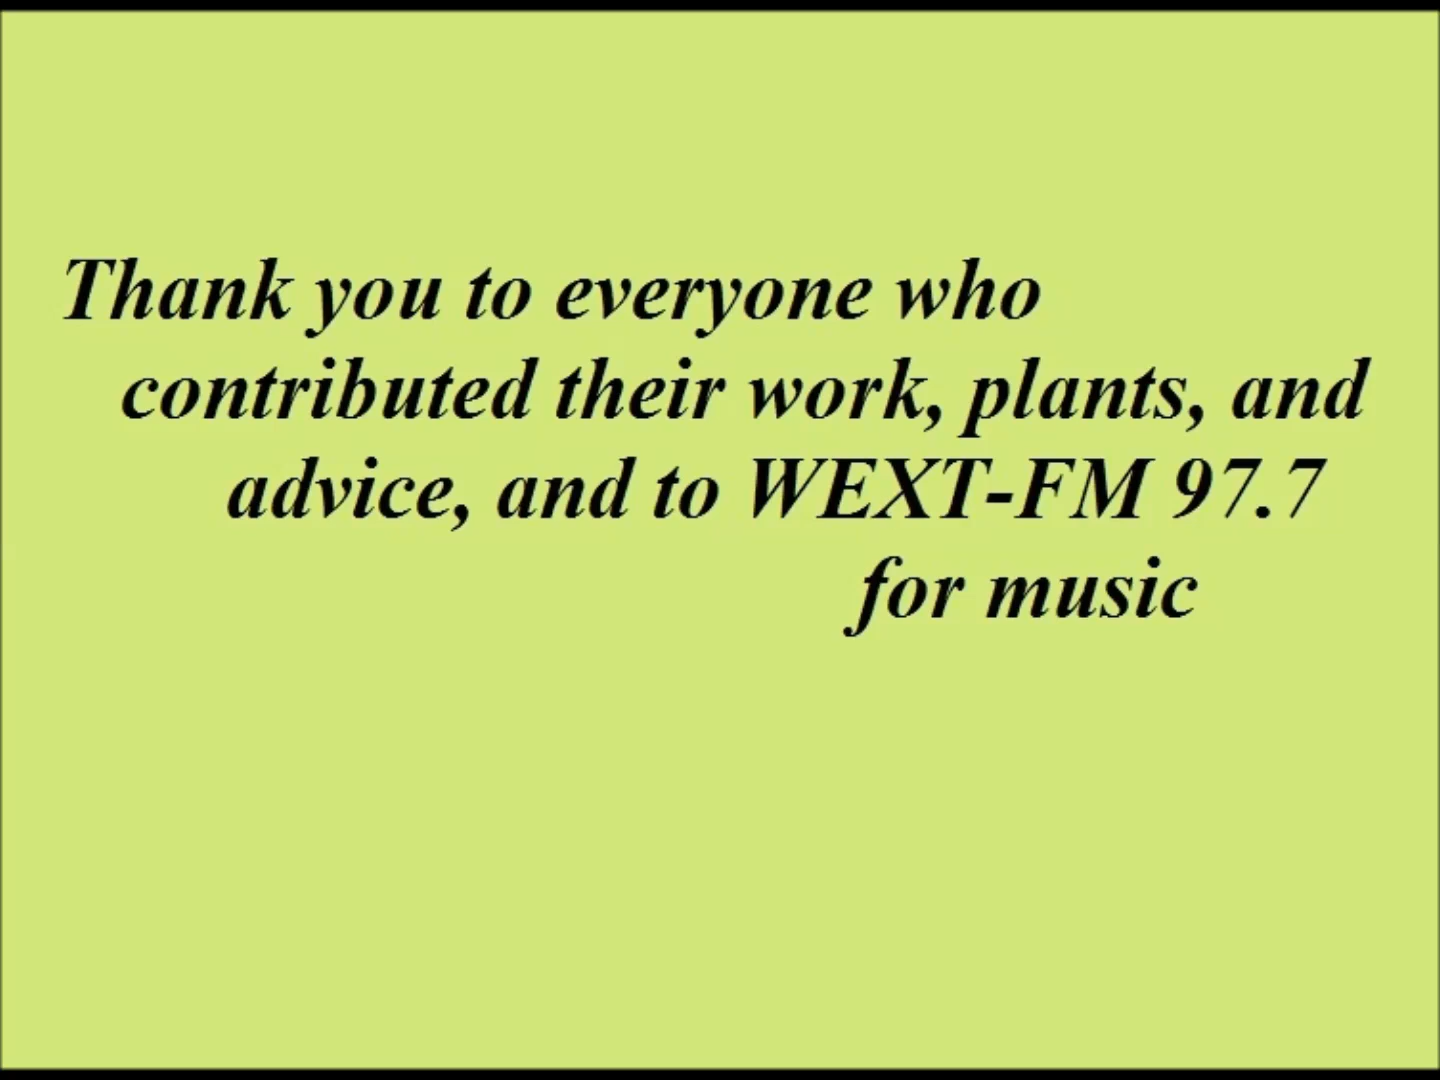 Thank you to everyone who
contributed their work, plants, and
advice, and to WEXT-FM 97.7
for music